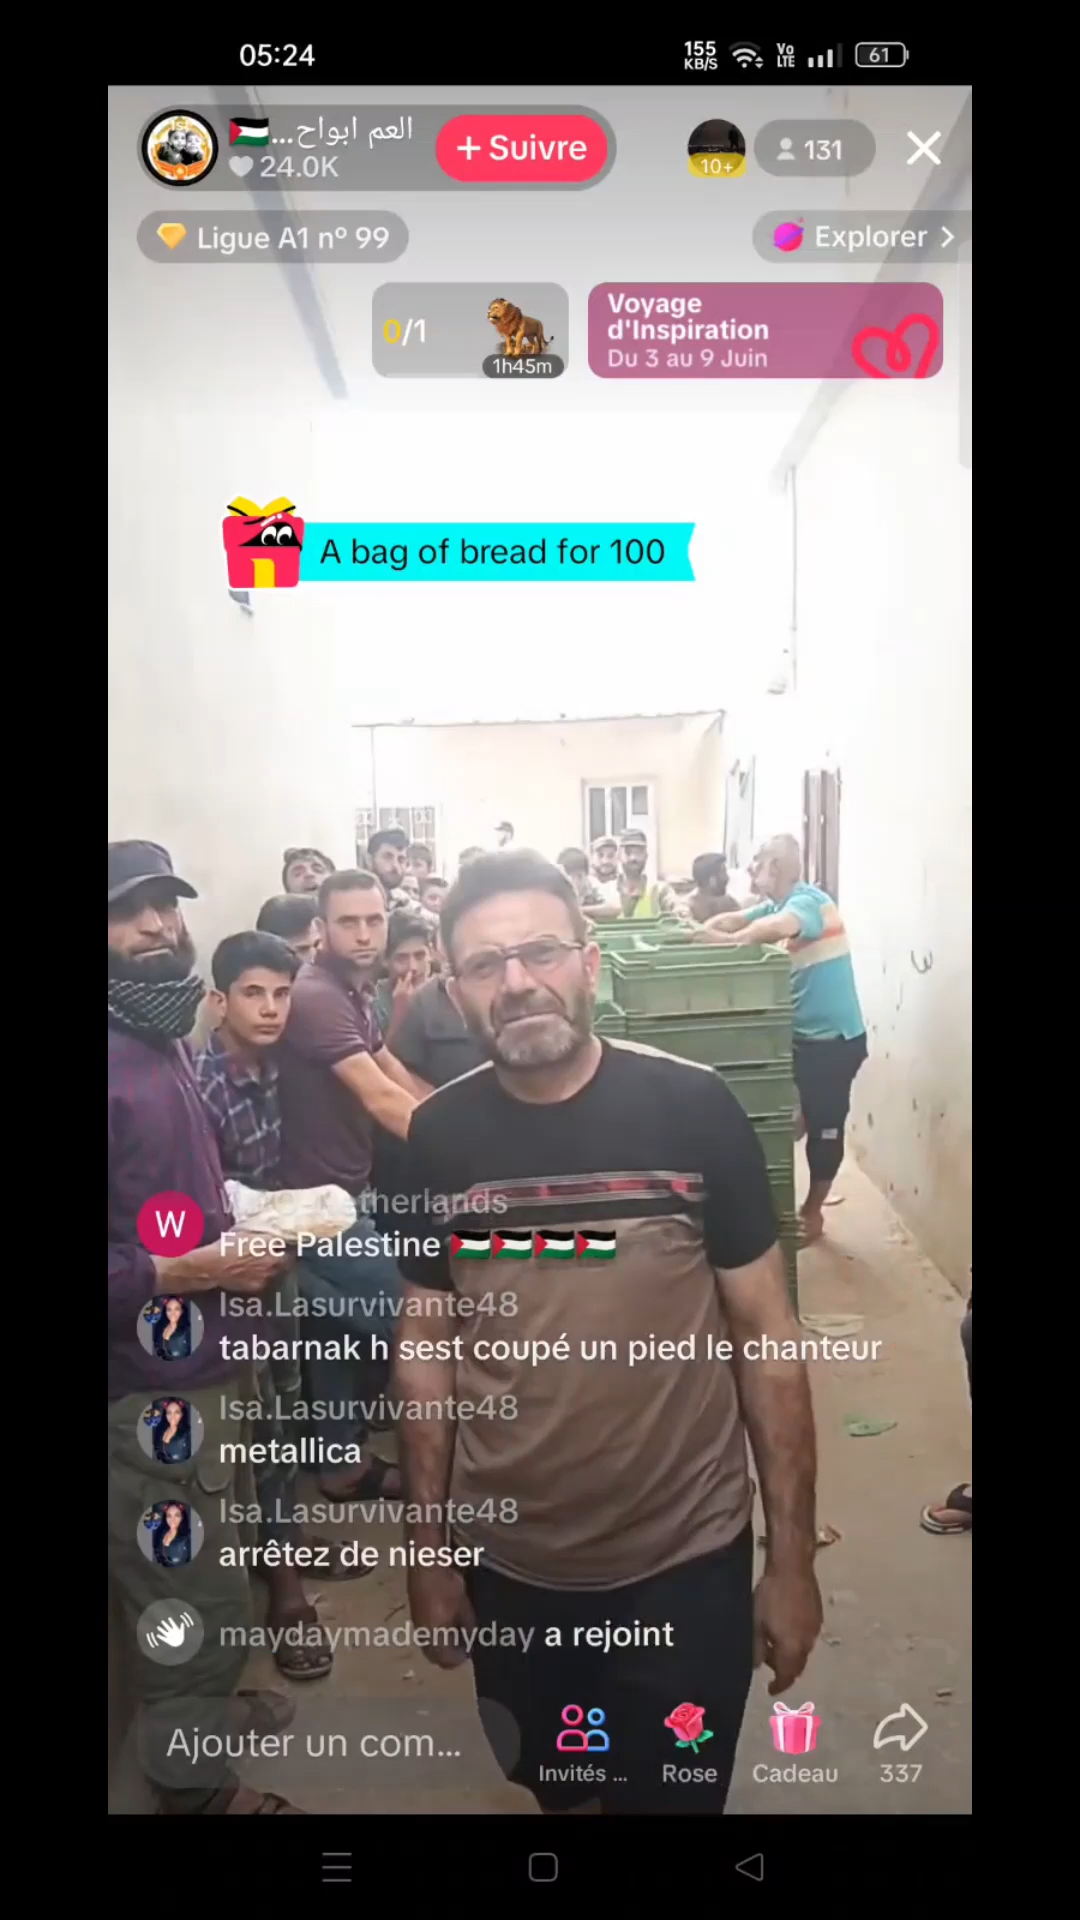 05:24
155
KB/S
Vo
LTE
61
العم ابواح...🇵🇸
24.0K
+ Suivre
10+
131
Ligue A1 nº 99
Explorer >
0/1
1h45m
Voyage
d'Inspiration
Du 3 au 9 Juin
A bag of bread for 100
W
Free Palestine 🇵🇸🇵🇸🇵🇸🇵🇸
Isa.Lasurvivante48
tabarnak h sest coupé un pied le chanteur
Isa.Lasurvivante48
metallica
Isa.Lasurvivante48
arrêtez de nieser
maydaymademyday a rejoint
Ajouter un com...
Invités ...
Rose
Cadeau
337